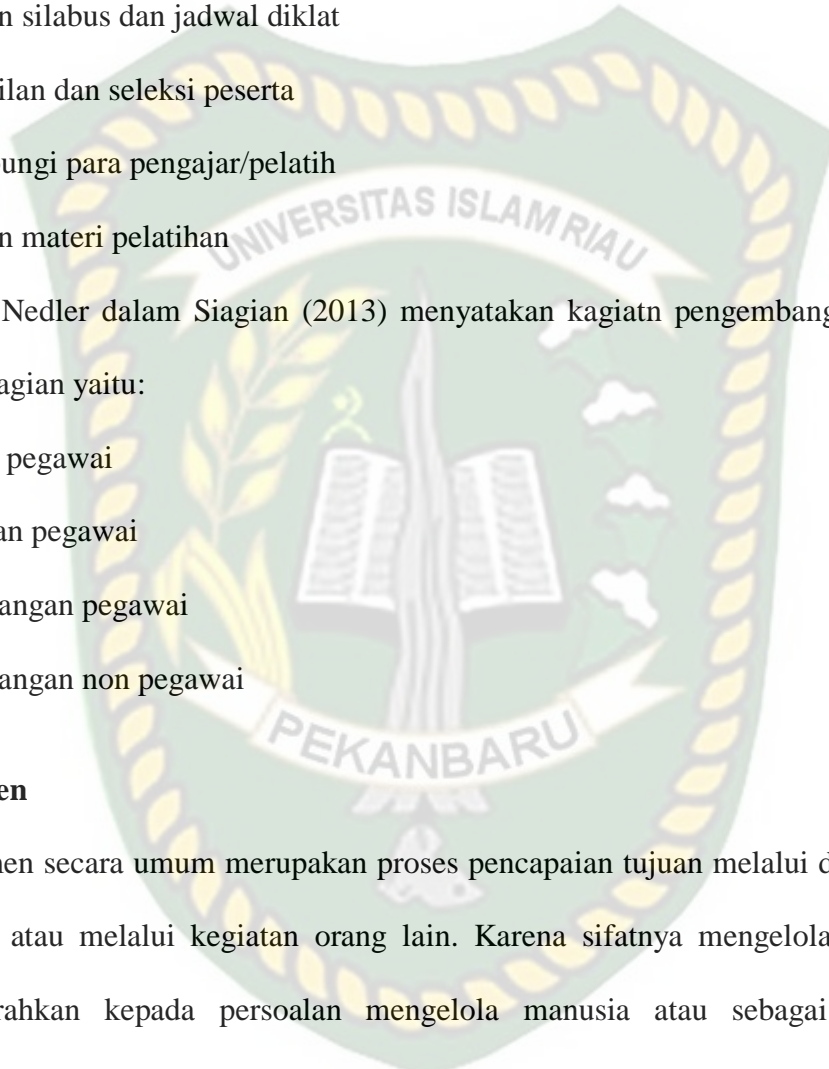 n silabus dan jadwal diklat
ilan dan seleksi peserta
ungi para pengajar/pelatih
UNIVERSITAS ISLAM RIAU
n materi pelatihan
Nedler dalam Siagian (2013) menyatakan kagiatn pengembang
agian yaitu:
pegawai
an pegawai
angan pegawai
angan non pegawai
PEKANBARU
en
nen secara umum merupakan proses pencapaian tujuan melalui d
atau melalui kegiatan orang lain. Karena sifatnya mengelola
rahkan kepada persoalan mengelola manusia atau sebagai